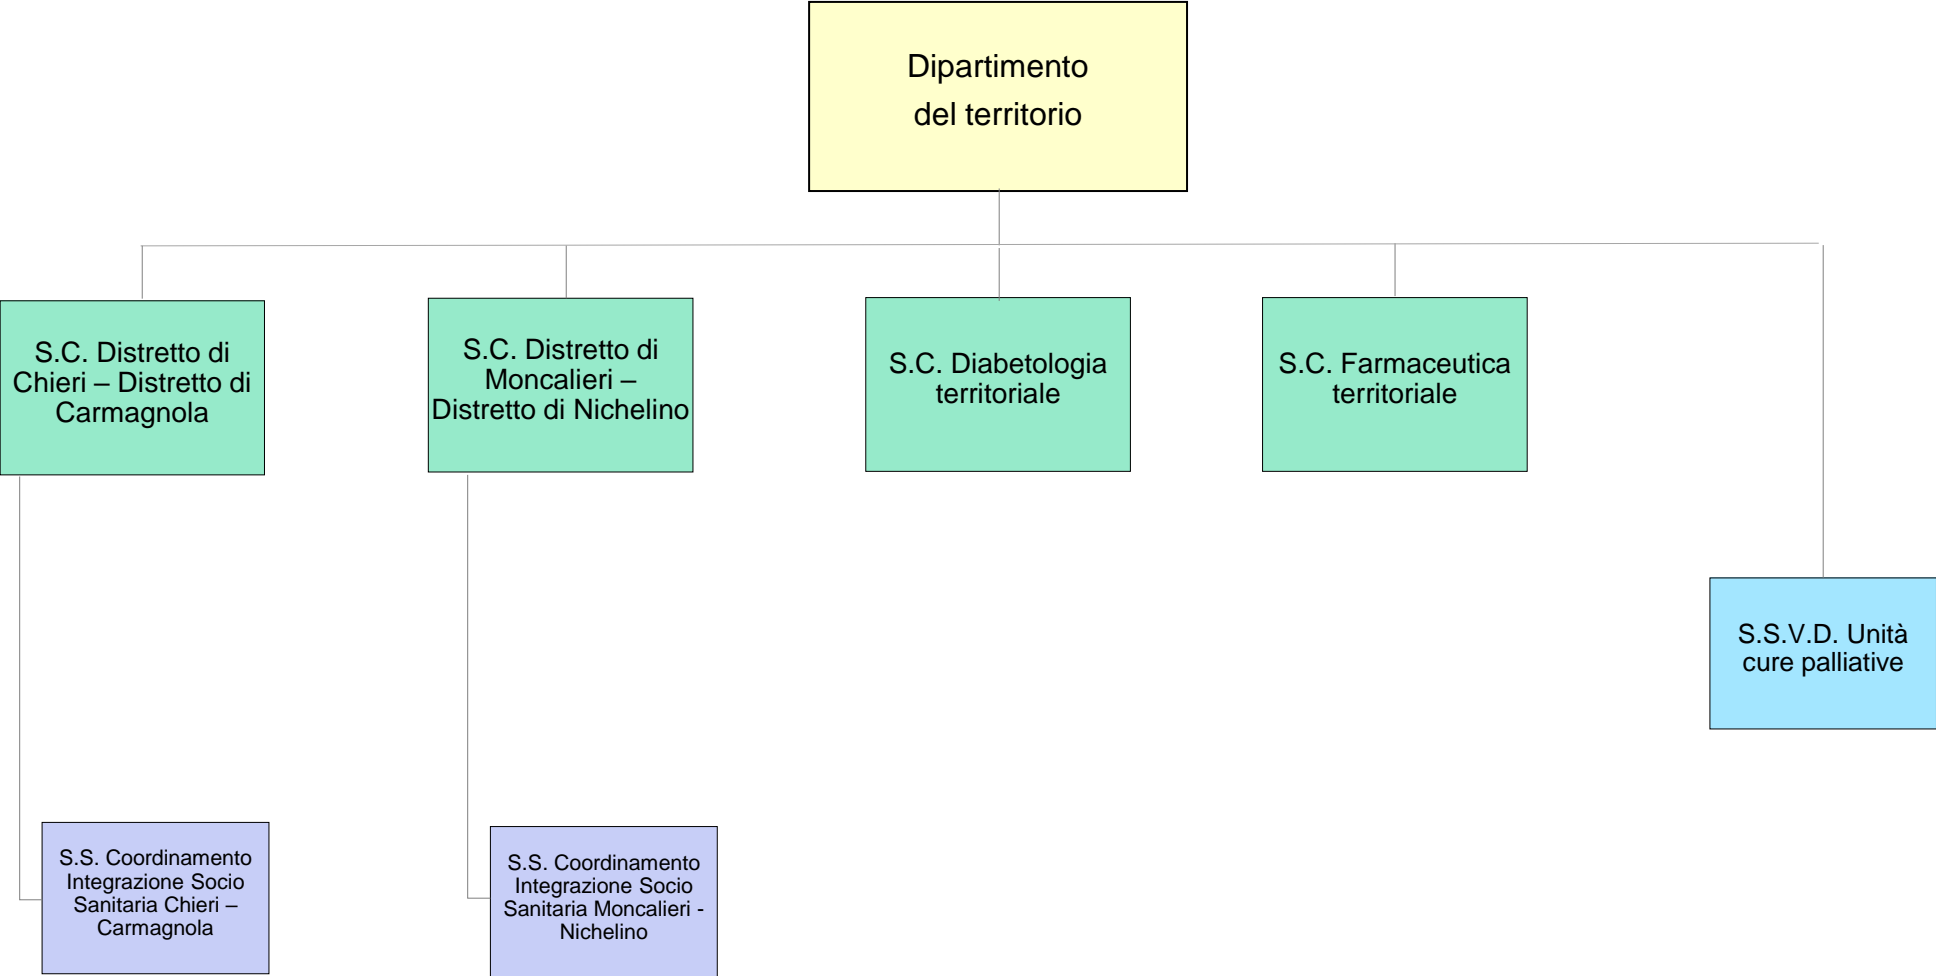 Dipartimento
del territorio
S.C. Distretto di
Chieri – Distretto di
Carmagnola
S.C. Distretto di
Moncalieri –
Distretto di Nichelino
S.C. Diabetologia
territoriale
S.C. Farmaceutica
territoriale
S.S.V.D. Unità
cure palliative
S.S. Coordinamento
Integrazione Socio
Sanitaria Chieri –
Carmagnola
S.S. Coordinamento
Integrazione Socio
Sanitaria Moncalieri -
Nichelino